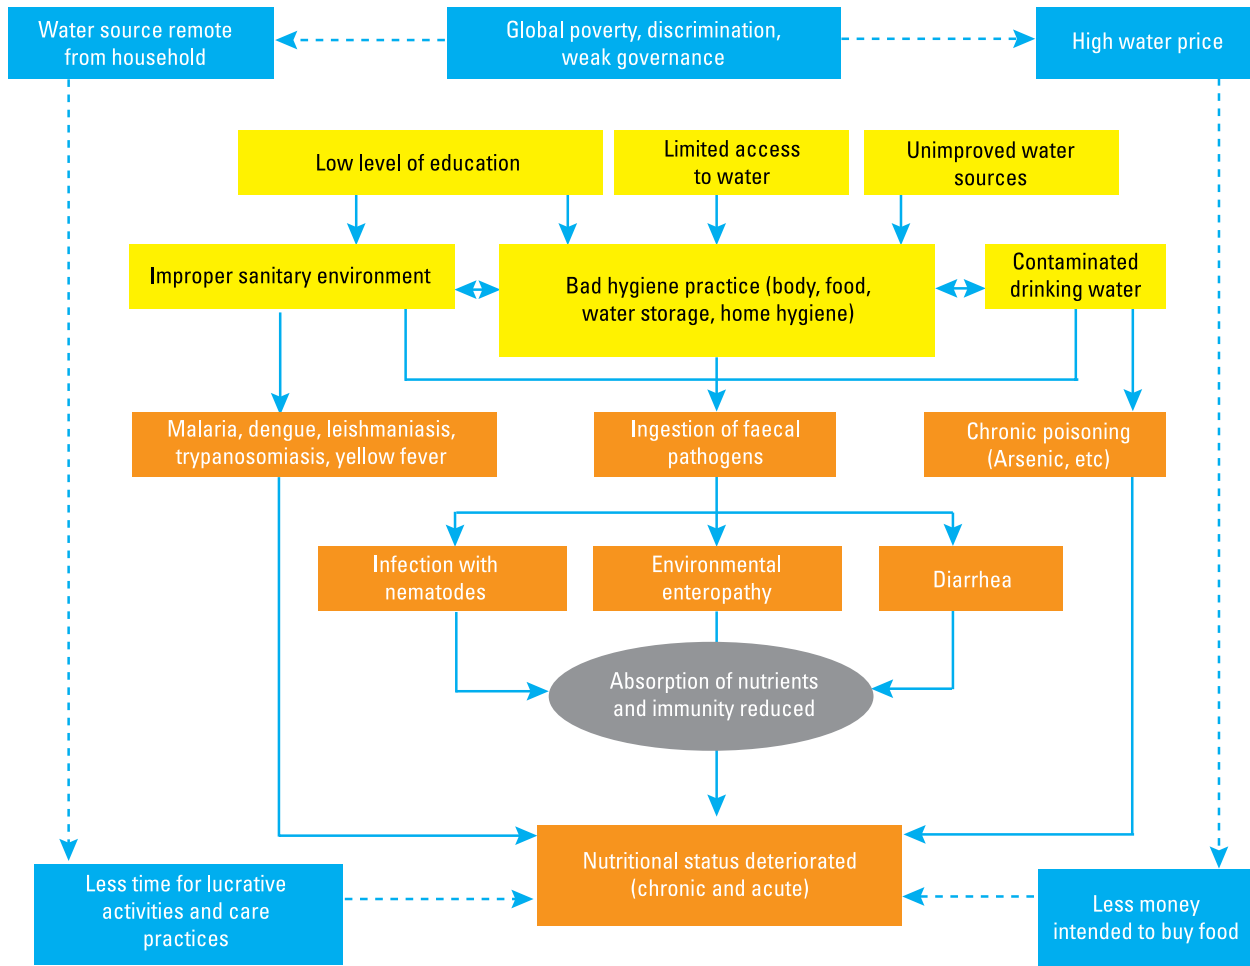 Water source remote
from household
Global poverty, discrimination,
weak governance
High water price
Low level of education
Limited access
to water
Unimproved water
sources
Improper sanitary environment
Bad hygiene practice (body, food,
water storage, home hygiene)
Contaminated
drinking water
Malaria, dengue, leishmaniasis,
trypanosomiasis, yellow fever
Ingestion of faecal
pathogens
Chronic poisoning
(Arsenic, etc)
Infection with
nematodes
Environmental
enteropathy
Diarrhea
Absorption of nutrients
and immunity reduced
Nutritional status deteriorated
(chronic and acute)
Less time for lucrative
activities and care
practices
Less money
intended to buy food